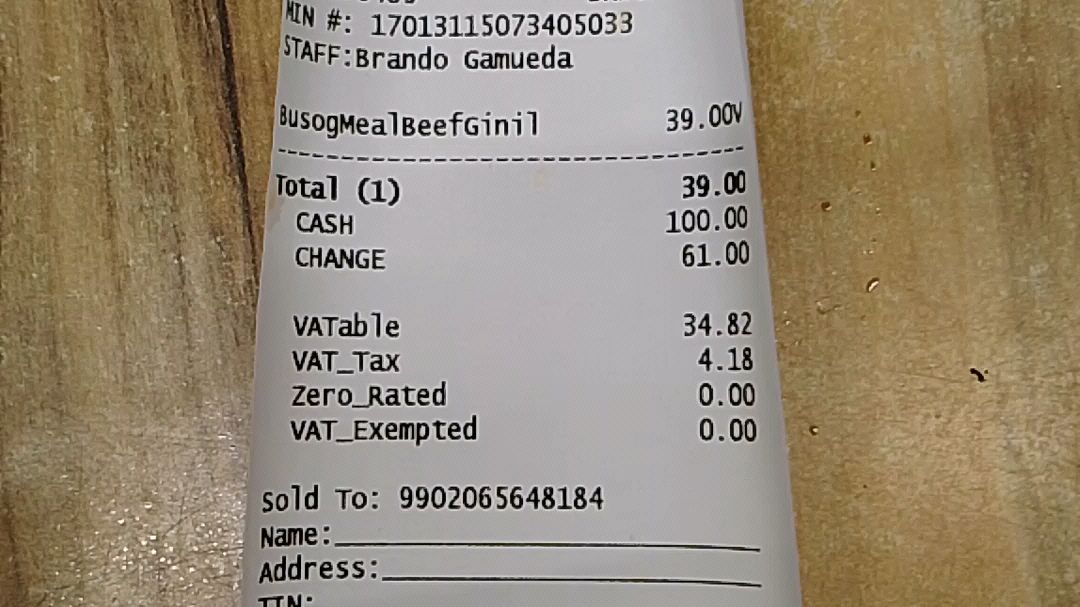 MIN #: 17013115073405033
STAFF:Brando Gamueda
BusogMealBeefGinil 39.00V
Total (1) 39.00
CASH 100.00
CHANGE 61.00
VATable 34.82
VAT_Tax 4.18
Zero_Rated 0.00
VAT_Exempted 0.00
Sold To: 9902065648184
Name:
Address:
TIN: